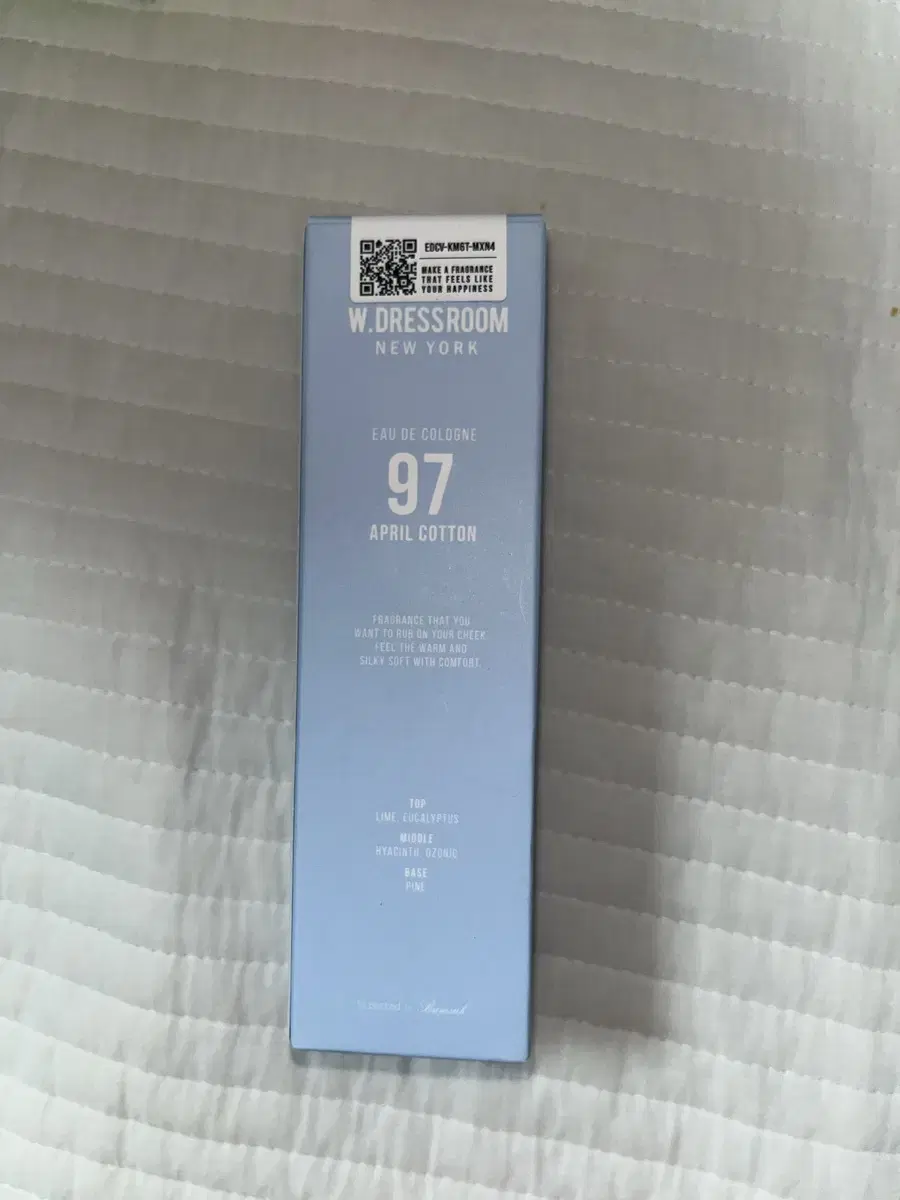 EDCV-KM6T-MXN4
MAKE A FRAGRANCE
THAT FEELS LIKE
YOUR HAPPINESS
W.DRESSROOM
NEW YORK
EAU DE COLOGNE
97
APRIL COTTON
FRAGRANCE THAT YOU
WANT TO RUB ON YOUR CHEEK.
FEEL THE WARM AND
SILKY SOFT WITH COMFORT.
TOP
LIME, EUCALYPTUS
MIDDLE
HYACINTH, OZONIC
BASE
PINE